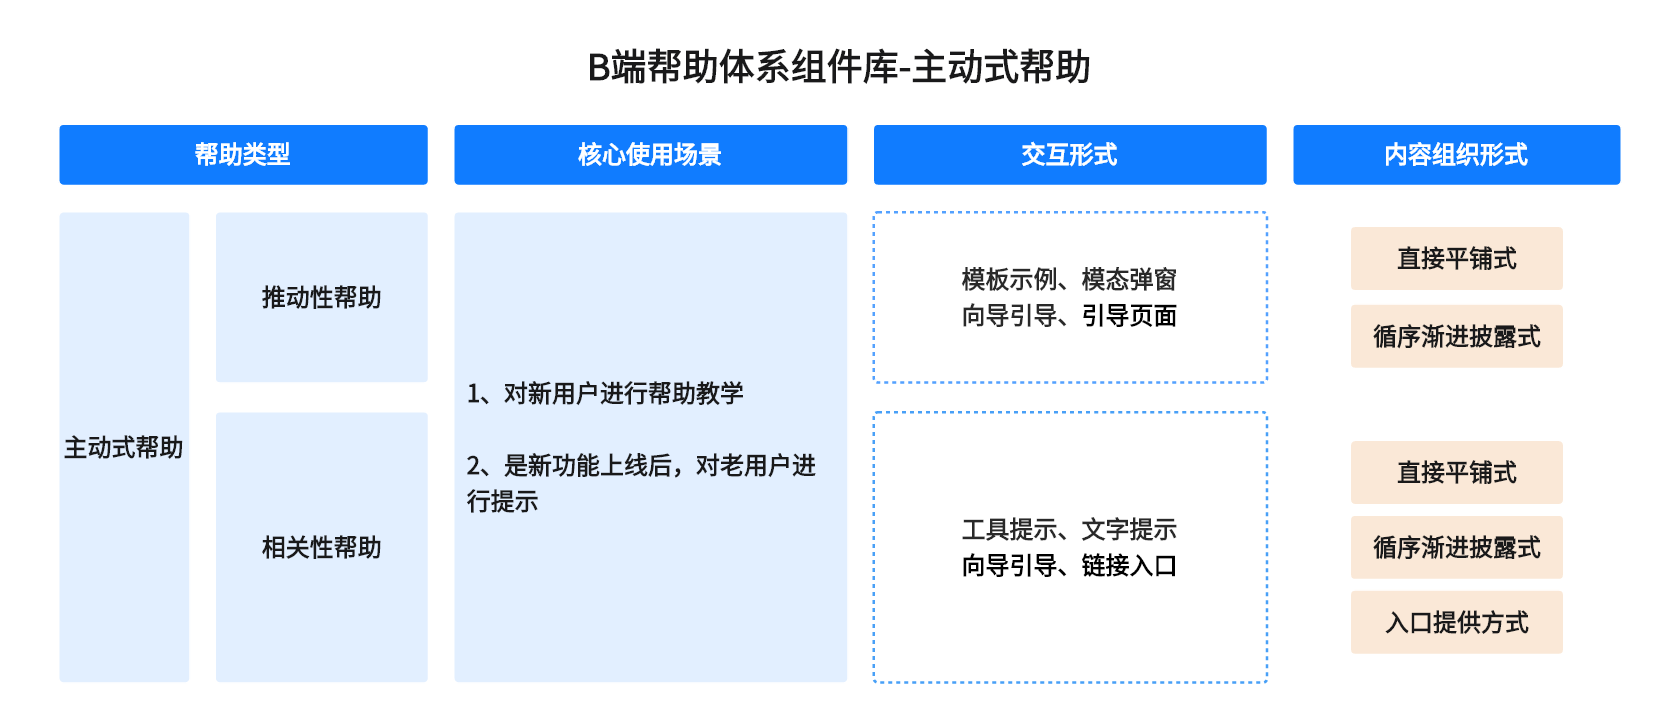 B端帮助体系组件库-主动式帮助
帮助类型
核心使用场景
交互形式
内容组织形式
主动式帮助
推动性帮助
相关性帮助
1、对新用户进行帮助教学
2、是新功能上线后，对老用户进
行提示
模板示例、模态弹窗
向导引导、引导页面
工具提示、文字提示
向导引导、链接入口
直接平铺式
循序渐进披露式
直接平铺式
循序渐进披露式
入口提供方式